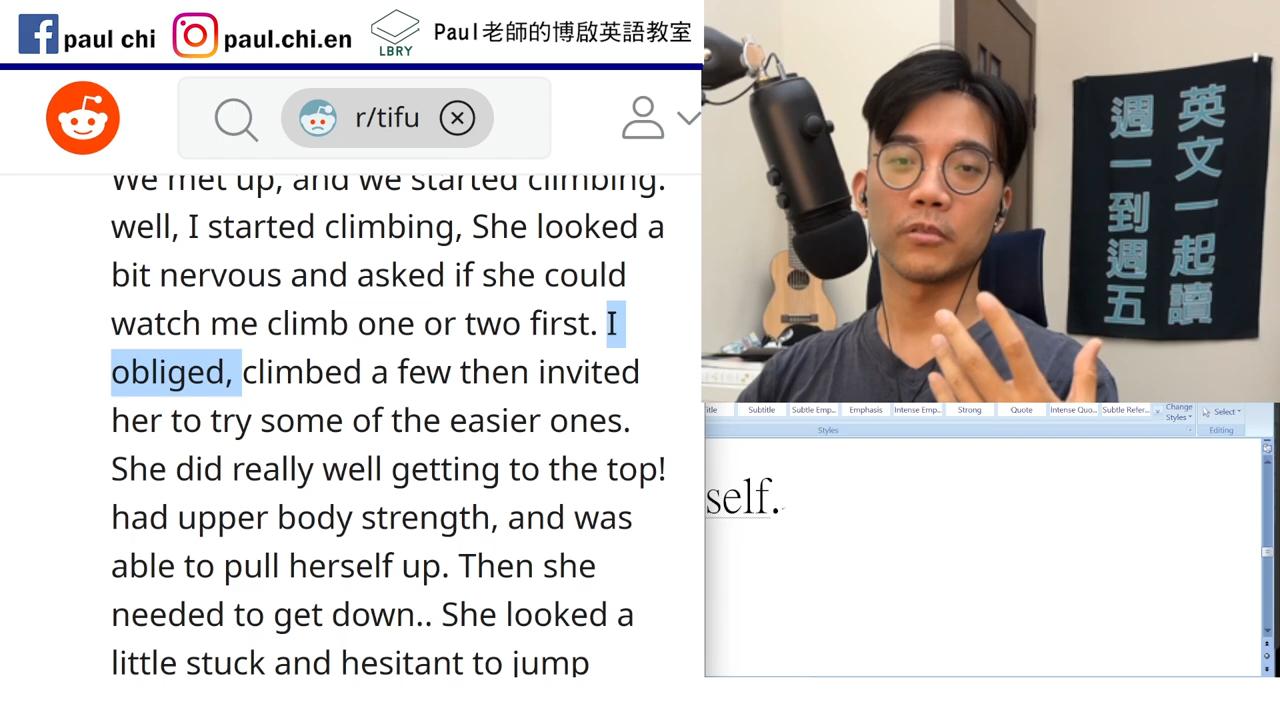 paul chi
paul.chi.en
LBRY
Paul老師的博啟英語教室
r/tifu
We met up, and we started climbing.
well, I started climbing, She looked a
bit nervous and asked if she could
watch me climb one or two first. I
obliged, climbed a few then invited
her to try some of the easier ones.
She did really well getting to the top!
had upper body strength, and was
able to pull herself up. Then she
needed to get down.. She looked a
little stuck and hesitant to jump
英文一起讀
週一到週五
itle
Subtitle
Subtle Emp...
Emphasis
Intense Emp...
Strong
Quote
Intense Quo...
Subtle Refer...
Change
Styles
Select
Styles
Editing
self.